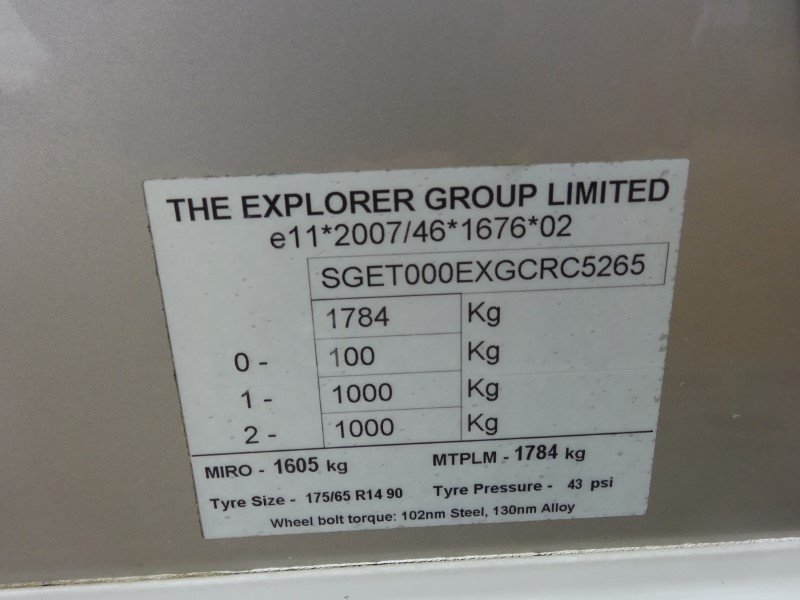 THE EXPLORER GROUP LIMITED
e11*2007/46*1676*02
SGET000EXGCRC5265
1784 Kg
0 - 100 Kg
1 - 1000 Kg
2 - 1000 Kg
MIRO - 1605 kg MTPLM - 1784 kg
Tyre Size - 175/65 R14 90 Tyre Pressure - 43 psi
Wheel bolt torque: 102nm Steel, 130nm Alloy